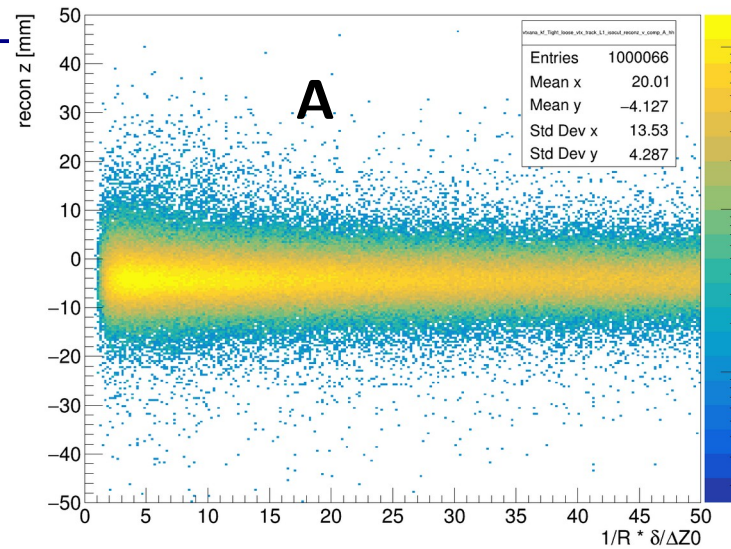 recon z [mm]
50
40
30
20
10
0
−10
−20
−30
−40
−50
A
Entries 1000066
Mean x 20.01
Mean y −4.127
Std Dev x 13.53
Std Dev y 4.287
0 5 10 15 20 25 30 35 40 45 50
1/R * δ/ΔZ0